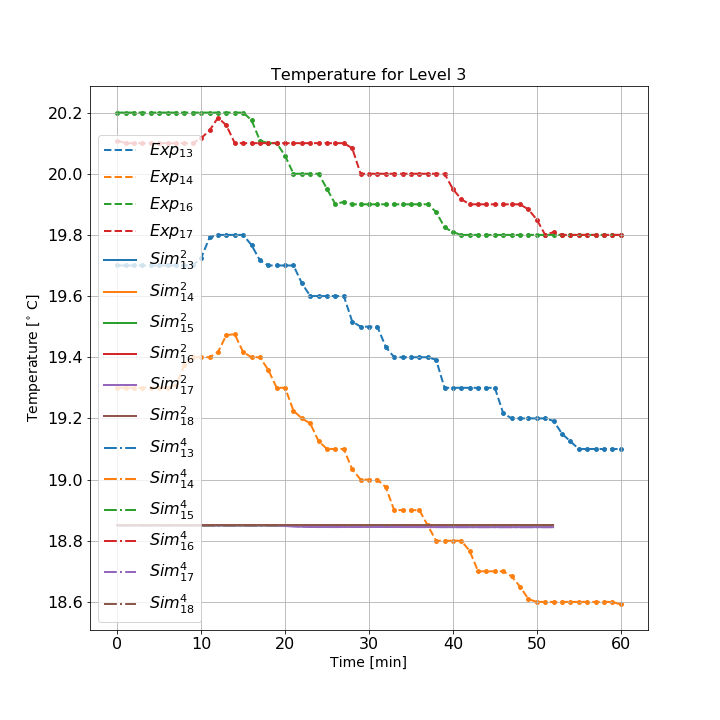 Temperature for Level 3
Temperature [° C]
20.2
20.0
19.8
19.6
19.4
19.2
19.0
18.8
18.6
Exp₁₃
Exp₁₄
Exp₁₆
Exp₁₇
Sim²₁₃
Sim²₁₄
Sim²₁₅
Sim²₁₆
Sim²₁₇
Sim²₁₈
Sim⁴₁₃
Sim⁴₁₄
Sim⁴₁₅
Sim⁴₁₆
Sim⁴₁₇
Sim⁴₁₈
0 10 20 30 40 50 60
Time [min]